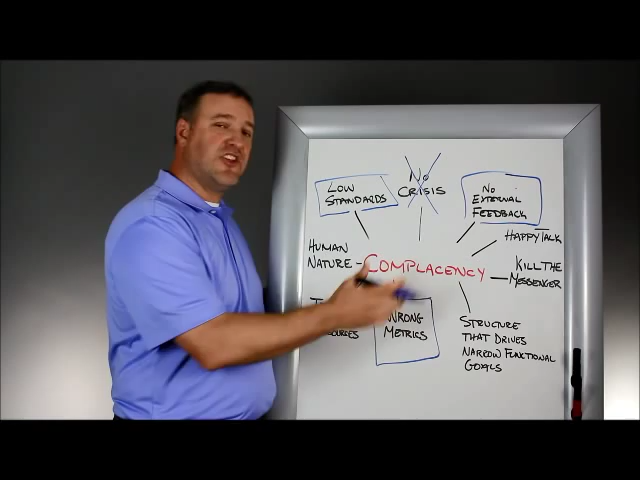 No
CRISIS
LOW
STANDARDS
No
EXTERNAL
FEEDBACK
HAPPY TALK
HUMAN
NATURE
COMPLACENCY
KILL THE
MESSENGER
WRONG
METRICS
STRUCTURE
THAT DRIVES
NARROW FUNCTIONAL
GOALS